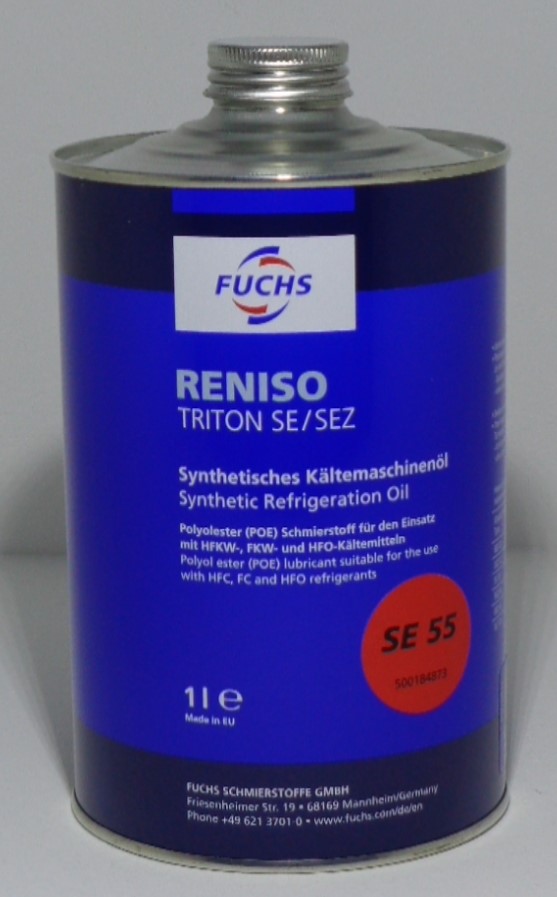 FUCHS
RENISO
TRITON SE/SEZ
Synthetisches Kältemaschinenöl
Synthetic Refrigeration Oil
Polyolester (POE) Schmierstoff für den Einsatz
mit HFKW-, FKW- und HFO-Kältemitteln
Polyol ester (POE) lubricant suitable for the use
with HFC, FC and HFO refrigerants
SE 55
500184873
1 l e
Made in EU
FUCHS SCHMIERSTOFFE GMBH
Friesenheimer Str. 19 • 68169 Mannheim/Germany
Phone +49 621 3701-0 • www.fuchs.com/de/en